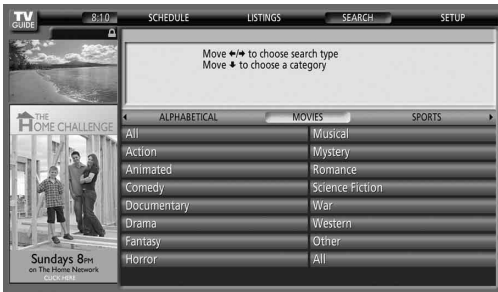 TV
GUIDE
8:10
SCHEDULE
LISTINGS
SEARCH
SETUP
Move ←/→ to choose search type
Move ↓ to choose a category
ALPHABETICAL
MOVIES
SPORTS
All
Musical
Action
Mystery
Animated
Romance
Comedy
Science Fiction
Documentary
War
Drama
Western
Fantasy
Other
Horror
All
THE
HOME CHALLENGE
Sundays 8PM
on The Home Network
CLICK HERE